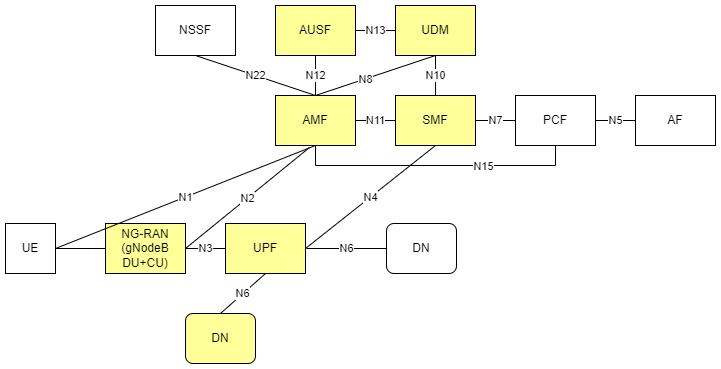 NSSF
AUSF
N13
UDM
N22
N12
N8
N10
AMF
N11
SMF
N7
PCF
N5
AF
N15
N1
N2
N4
UE
NG-RAN
(gNodeB
DU+CU)
N3
UPF
N6
DN
N6
DN